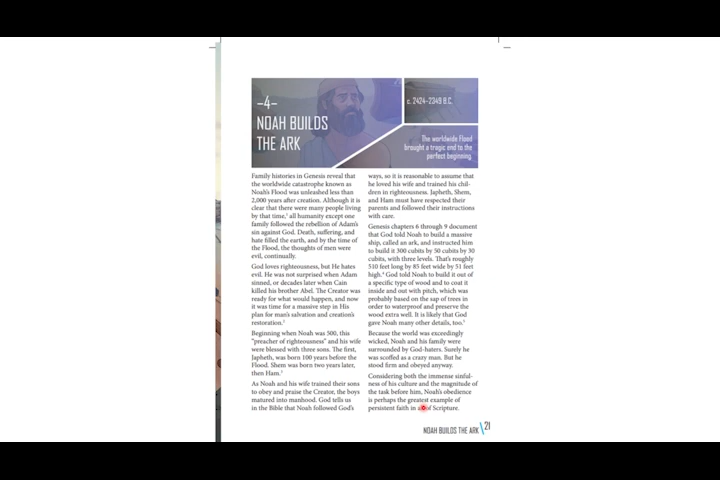 –4–
NOAH BUILDS
THE ARK
c. 2424–2349 B.C.
The worldwide Flood
brought a tragic end to the
perfect beginning.
Family histories in Genesis reveal that
the worldwide catastrophe known as
Noah's Flood was unleashed less than
2,000 years after creation. Although it is
clear that there were many people living
by that time, all humanity except one
family followed the rebellion of Adam's
sin against God. Death, suffering, and
hate filled the earth, and by the time of
the Flood, the thoughts of men were
evil, continually.
God loves righteousness, but He hates
evil. He was not surprised when Adam
sinned, or decades later when Cain
killed his brother Abel. The Creator was
ready for what would happen, and now
it was time for a massive step in His
plan for man's salvation and creation's
restoration.
Beginning when Noah was 500, this
"preacher of righteousness" and his wife
were blessed with three sons. The first,
Japheth, was born 100 years before the
Flood. Shem was born two years later,
then Ham.
As Noah and his wife trained their sons
to obey and praise the Creator, the boys
matured into manhood. God tells us
in the Bible that Noah followed God's
ways, so it is reasonable to assume that
he loved his wife and trained his chil-
dren in righteousness. Japheth, Shem,
and Ham must have respected their
parents and followed their instructions
with care.
Genesis chapters 6 through 9 document
that God told Noah to build a massive
ship, called an ark, and instructed him
to build it 300 cubits by 50 cubits by 30
cubits, with three levels. That's roughly
510 feet long by 85 feet wide by 51 feet
high. God told Noah to build it out of
a specific type of wood and to coat it
inside and out with pitch, which was
probably based on the sap of trees in
order to waterproof and preserve the
wood extra well. It is likely that God
gave Noah many other details, too.
Because the world was exceedingly
wicked, Noah and his family were
surrounded by God-haters. Surely he
was scoffed as a crazy man. But he
stood firm and obeyed anyway.
Considering both the immense sinful-
ness of his culture and the magnitude of
the task before him, Noah's obedience
is perhaps the greatest example of
persistent faith in of Scripture.
NOAH BUILDS THE ARK \21